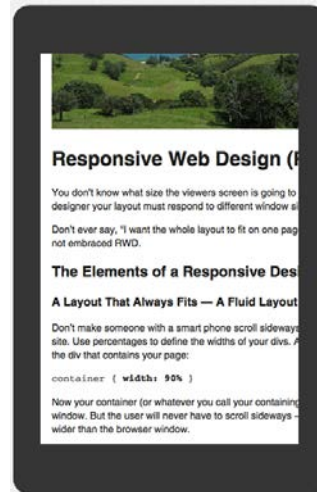 Responsive Web Design (
You don't know what size the viewers screen is going to
designer your layout must respond to different window
Don't ever say, "I want the whole layout to fit on one
not embraced RWD.
The Elements of a Responsive
A Layout That Always Fits — A Fluid Layout
Don't make someone with a smart phone scroll sideways
site. Use percentages to define the widths of your divs.
the div that contains your page:
container { width: 90% }
Now your container (or whatever you call your containing
window. But the user will never have to scroll sideways –
wider than the browser window.